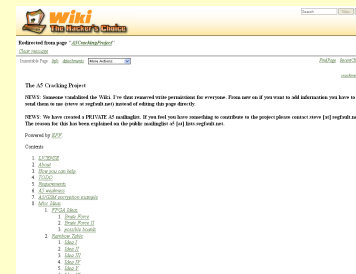 Wiki
The Hacker's Choice
Search
Redirected from page "A5CrackingProject"
Clear message
Immutable Page Info Attachments More Actions:
FindPage
The A5 Cracking Project
NEWS: Someone vandalised the Wiki. I've thus removed write permissions for everyone. From now on if you want to add information you have to
send them to me (steve at segfault.net) instead of editing this page directly.
NEWS: We have created a PRIVATE A5 mailinglist. If you feel you have something to contribute to the project please contact steve [at] segfault.ne
The reason for this has been explained on the public mailinglist a5 [at] lists.segfault.net.
Powered by EFF.
Contents
1. LICENSE
2. About
3. How you can help
4. TODO
5. Requirements
6. A5 weakness
7. A5/GSM encryption example
8. Misc Ideas
1. FPGA Ideas
1. Brute Force
2. Brute Force II
3. possible boards
2. Rainbow Table
1. Idea I
2. Idea II
3. Idea III
4. Idea IV
5. Idea V